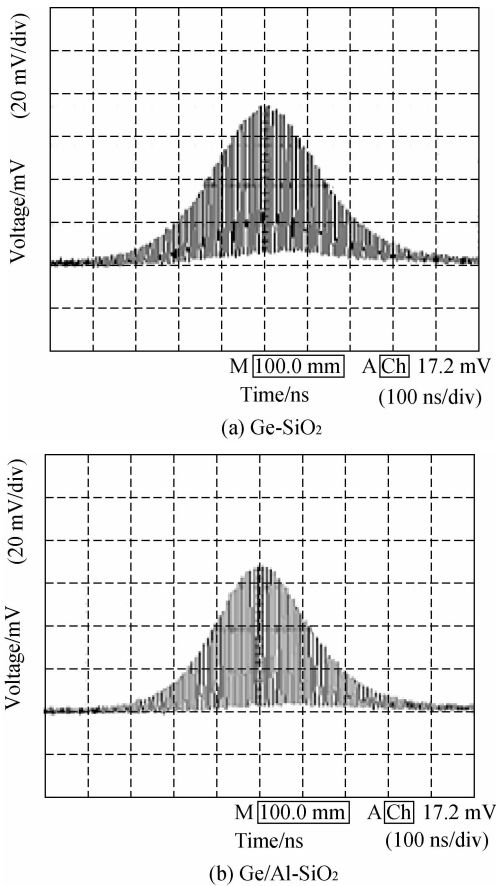 Voltage/mV (20 mV/div)
M 100.0 mm A Ch 17.2 mV
Time/ns (100 ns/div)
(a) Ge-SiO₂
Voltage/mV (20 mV/div)
M 100.0 mm A Ch 17.2 mV
Time/ns (100 ns/div)
(b) Ge/Al-SiO₂